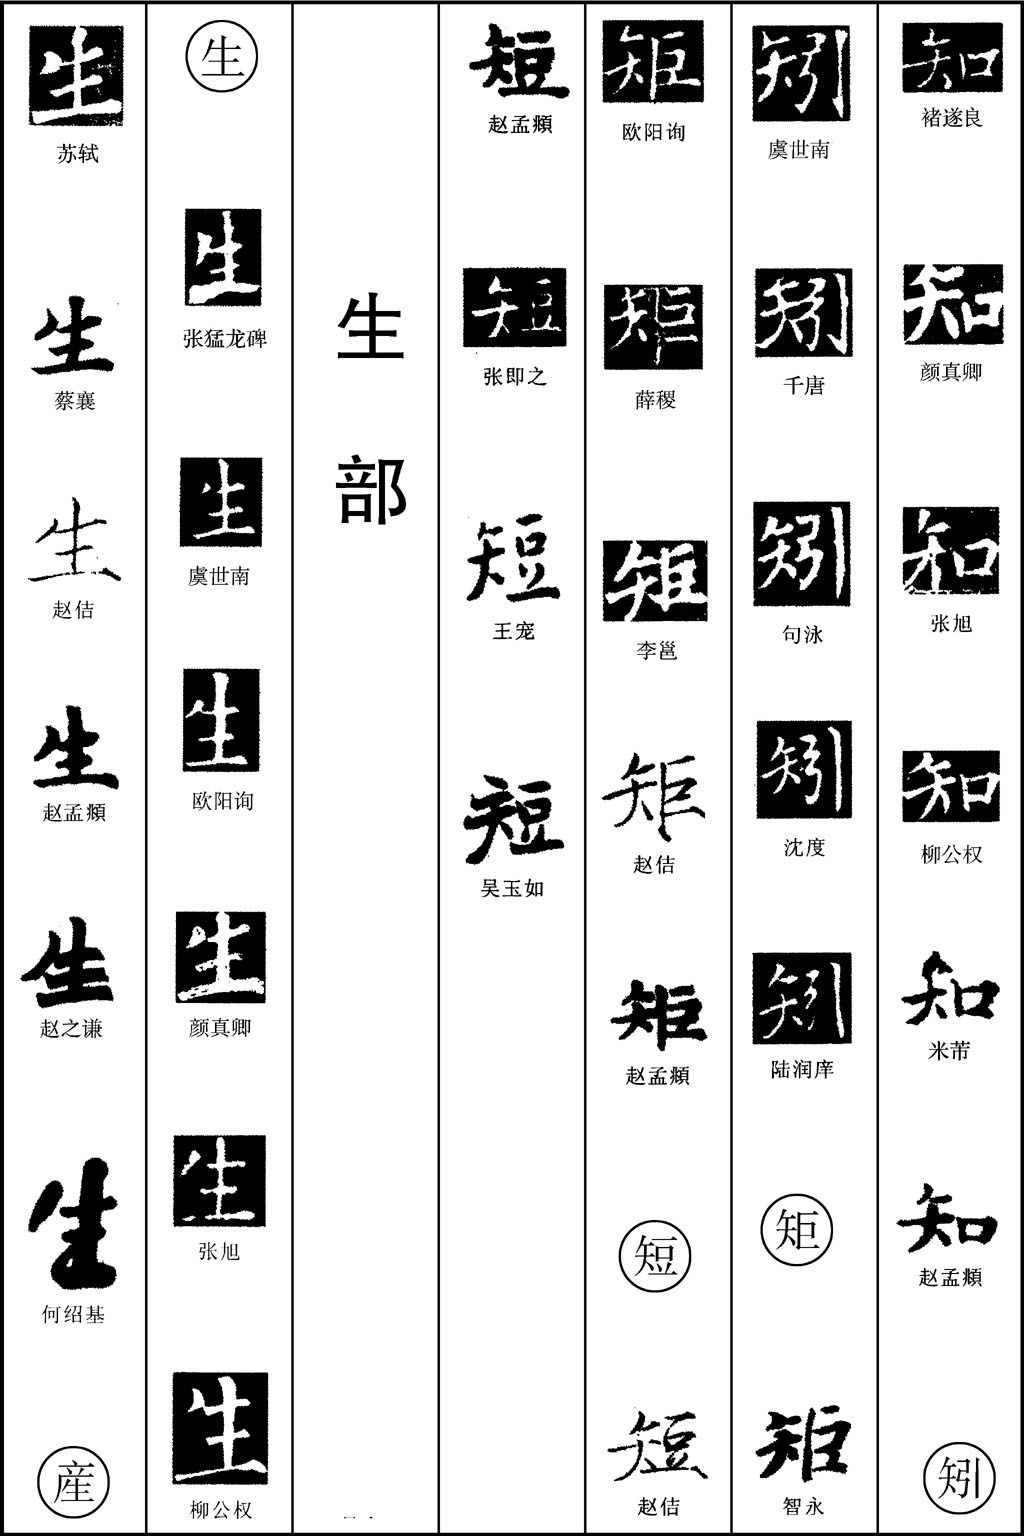 知
褚遂良
知
颜真卿
知
张旭
知
柳公权
知
米芾
知
赵孟頫
矧
矧
虞世南
矧
千唐
矧
句泳
矧
沈度
矧
陆润庠
矩
矩
智永
矩
欧阳询
矩
薛稷
矩
李邕
矩
赵佶
矩
赵孟頫
短
短
赵佶
短
赵孟頫
短
张即之
短
王宠
短
吴玉如
生部
生
生
张猛龙碑
生
虞世南
生
欧阳询
生
颜真卿
生
张旭
生
柳公权
生
苏轼
生
蔡襄
生
赵佶
生
赵孟頫
生
赵之谦
生
何绍基
産